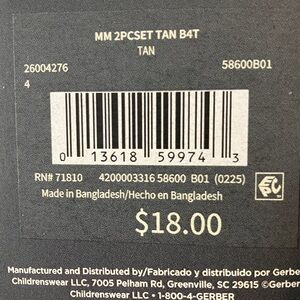 MM 2PCSET TAN B4T
TAN
26004276 58600B01
4
0 13618 59974 3
RN# 71810 4200003316 58600 B01 (0225)
Made in Bangladesh/Hecho en Bangladesh
$18.00
Manufactured and Distributed by/Fabricado y distribuido por Gerbe
Childrenswear LLC, 7005 Pelham Rd, Greenville, SC 29615 ©Gerber
Childrenswear LLC • 1-800-4-GERBER